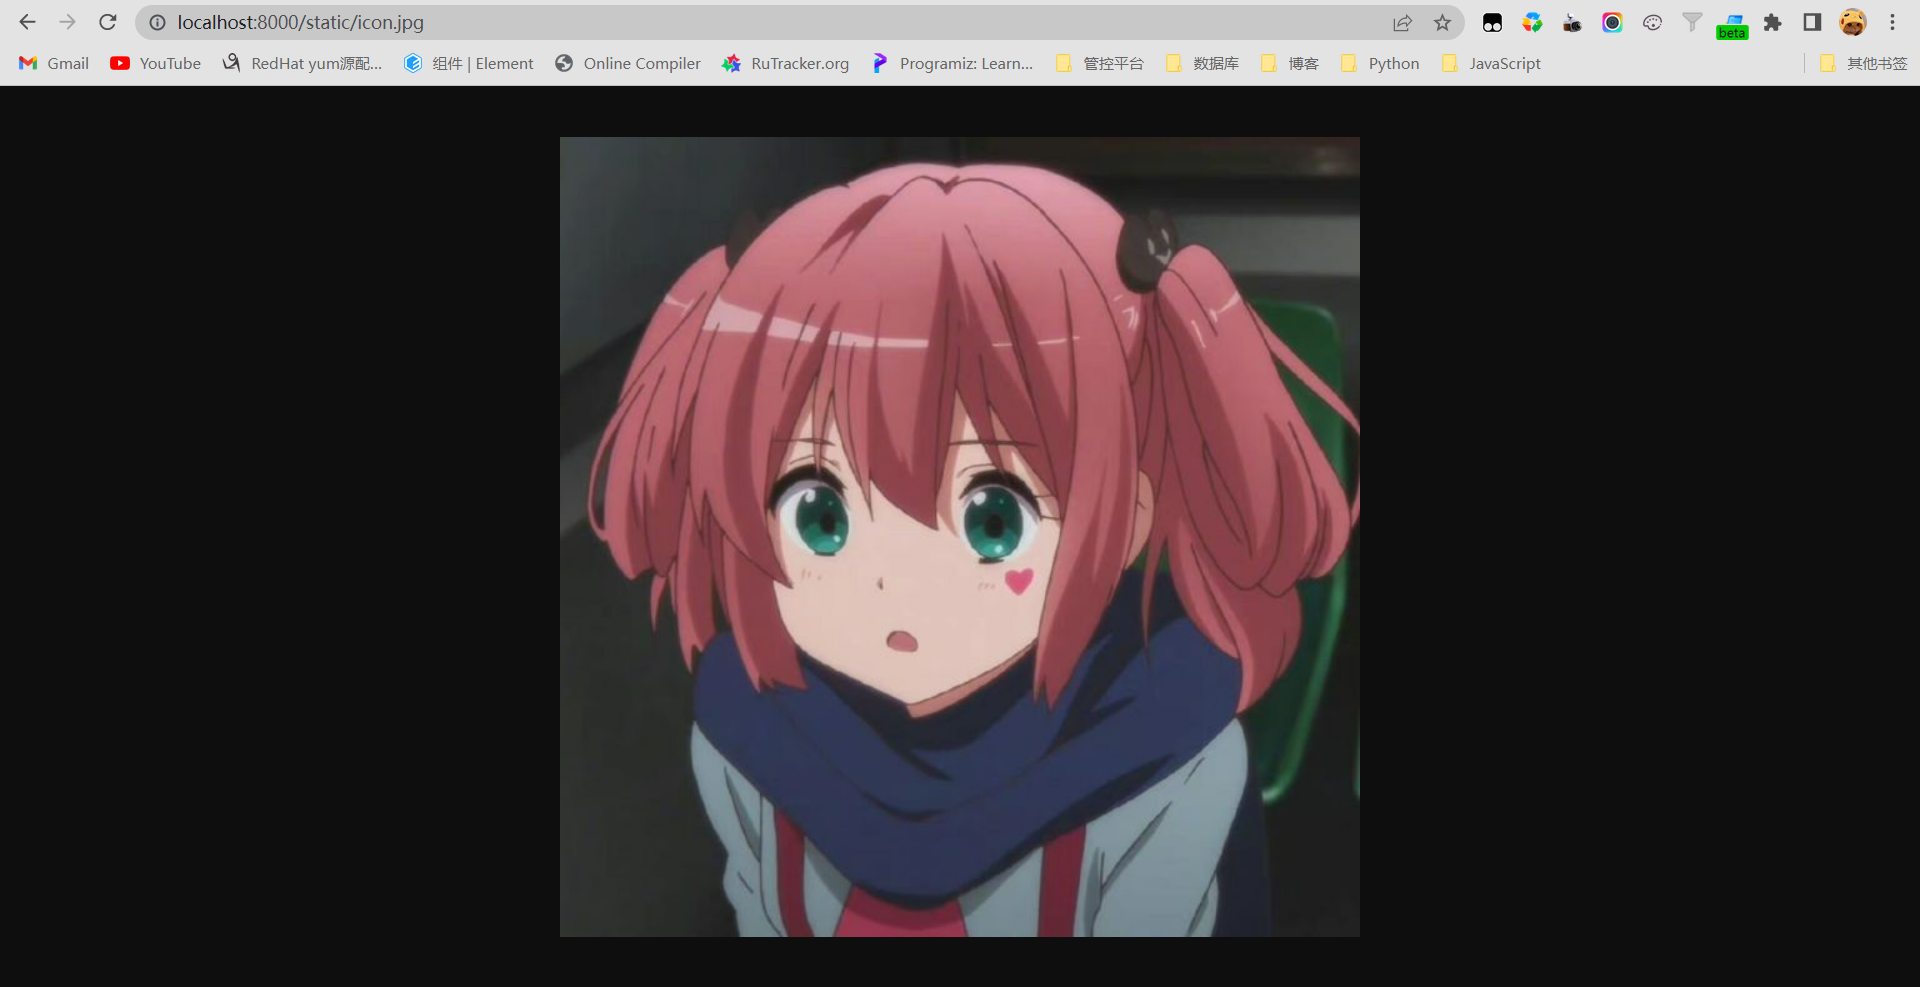 localhost:8000/static/icon.jpg
beta
Gmail YouTube RedHat yum源配... 组件 | Element Online Compiler RuTracker.org Programiz: Learn... 管控平台 数据库 博客 Python JavaScript 其他书签